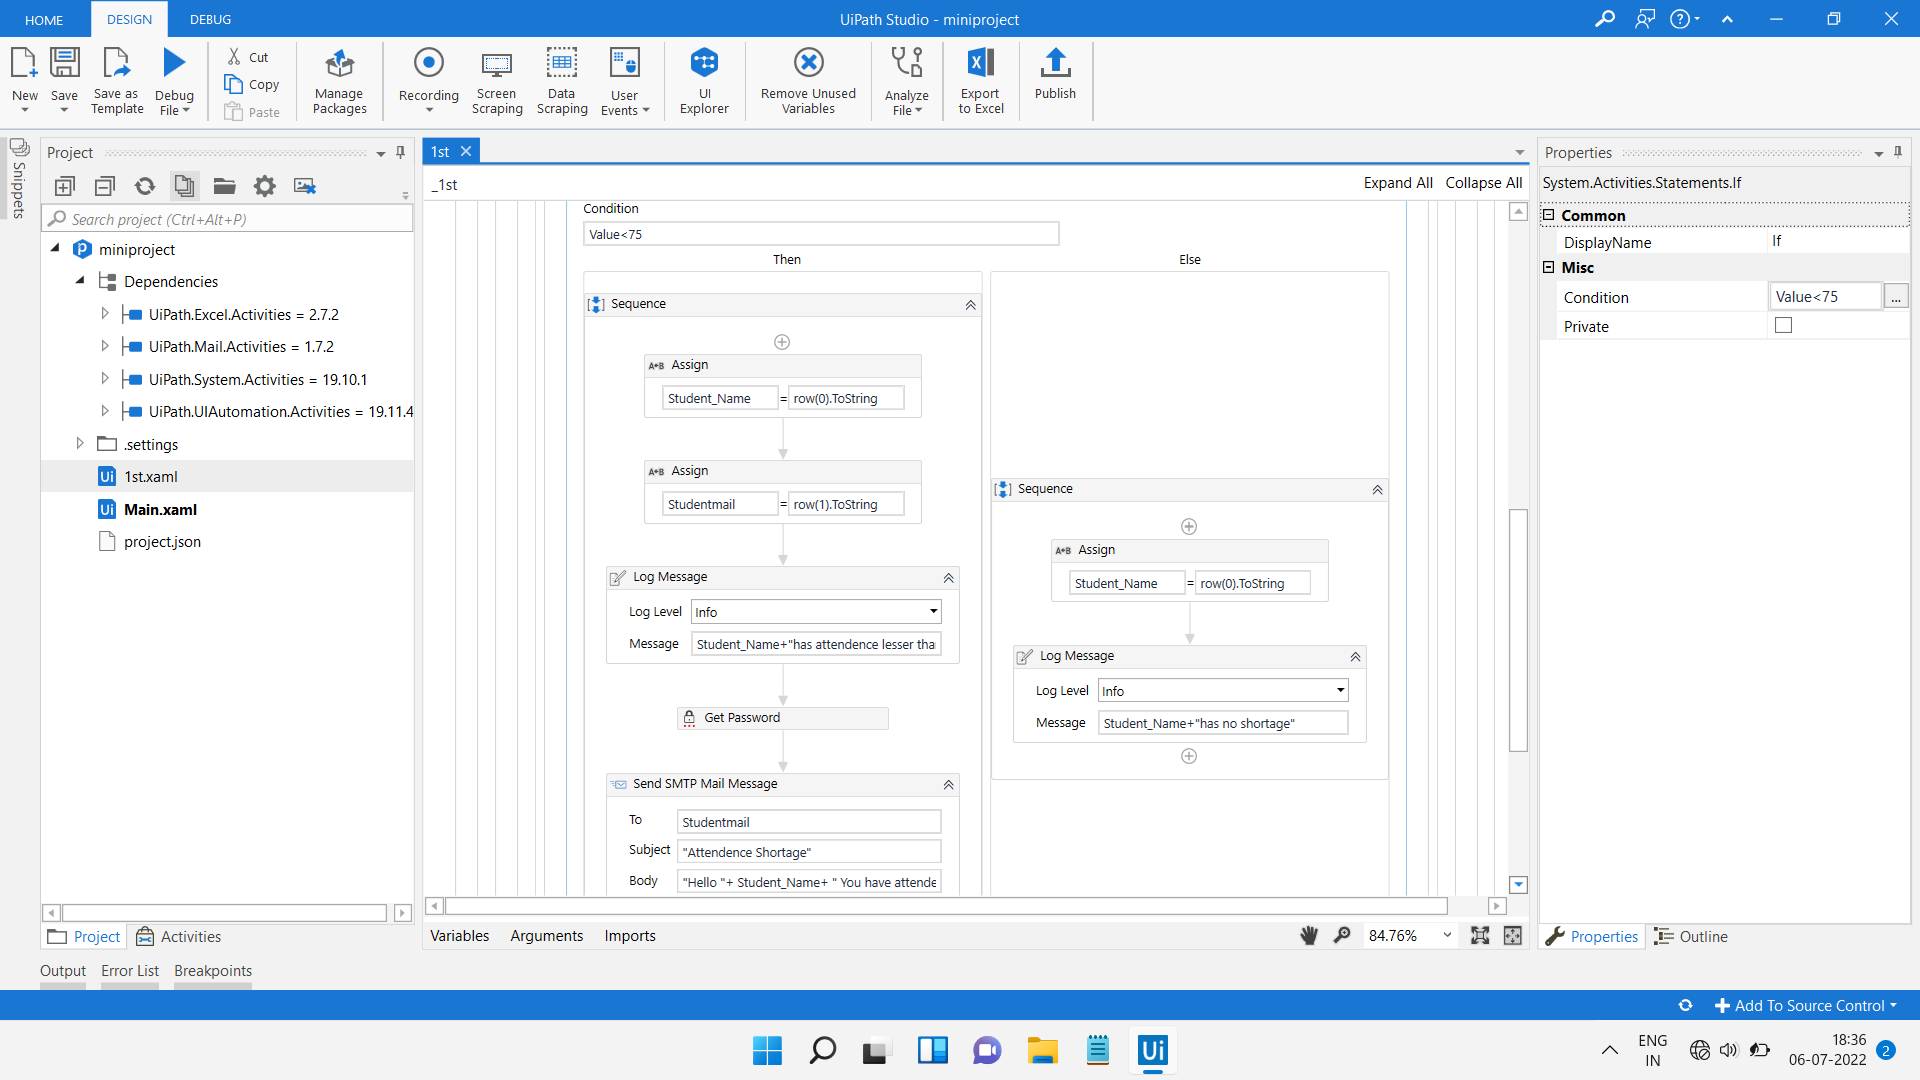 HOME
DESIGN
DEBUG
UiPath Studio - miniproject
New
Save
Save as Template
Debug File
Cut
Copy
Paste
Manage Packages
Recording
Screen Scraping
Data Scraping
User Events
UI Explorer
Remove Unused Variables
Analyze File
Export to Excel
Publish
Snippets
Project
Search project (Ctrl+Alt+P)
miniproject
Dependencies
UiPath.Excel.Activities = 2.7.2
UiPath.Mail.Activities = 1.7.2
UiPath.System.Activities = 19.10.1
UiPath.UIAutomation.Activities = 19.11.4
.settings
Ui 1st.xaml
Ui Main.xaml
project.json
Project
Activities
1st
_1st
Expand All
Collapse All
Condition
Value<75
Then
Else
Sequence
A+B Assign
Student_Name = row(0).ToString
A+B Assign
Studentmail = row(1).ToString
Log Message
Log Level Info
Message Student_Name+"has attendence lesser tha
Get Password
Send SMTP Mail Message
To Studentmail
Subject "Attendence Shortage"
Body "Hello "+ Student_Name+ " You have attende
Sequence
A+B Assign
Student_Name = row(0).ToString
Log Message
Log Level Info
Message Student_Name+"has no shortage"
Variables
Arguments
Imports
84.76%
Properties
System.Activities.Statements.If
Common
DisplayName If
Misc
Condition Value<75 ...
Private
Properties
Outline
Output
Error List
Breakpoints
Add To Source Control
Ui
ENG
IN
18:36
06-07-2022
2